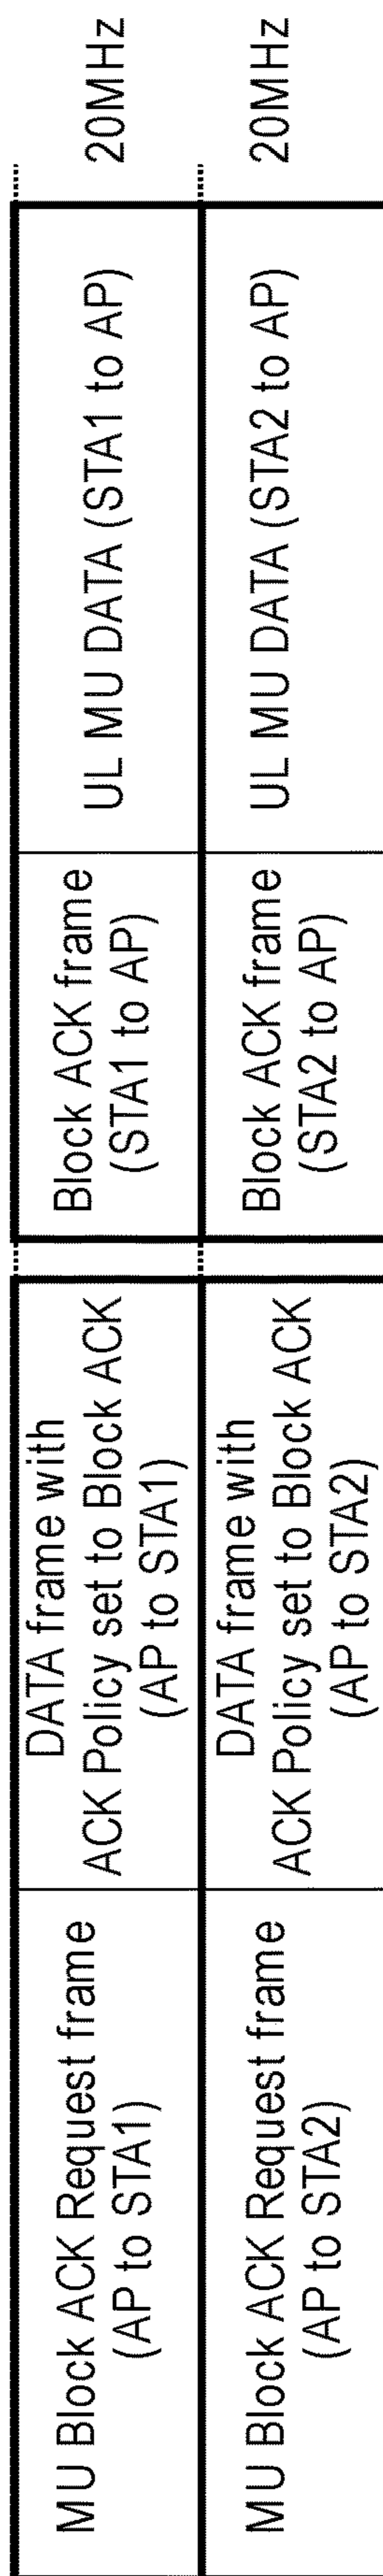 MU Block ACK Request frame
(AP to STA1)
DATA frame with
ACK Policy set to Block ACK
(AP to STA1)
Block ACK frame
(STA1 to AP)
UL MU DATA (STA1 to AP)
20MHz
MU Block ACK Request frame
(AP to STA2)
DATA frame with
ACK Policy set to Block ACK
(AP to STA2)
Block ACK frame
(STA2 to AP)
UL MU DATA (STA2 to AP)
20MHz